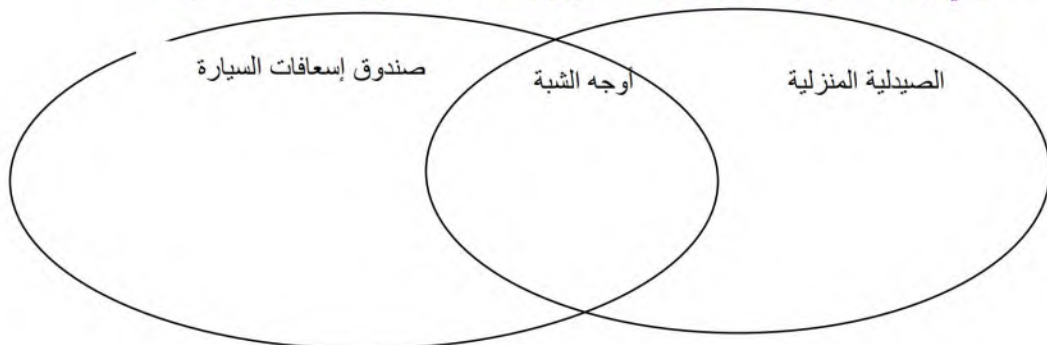 الصيدلية المنزلية
أوجه الشبة
صندوق إسعافات السيارة